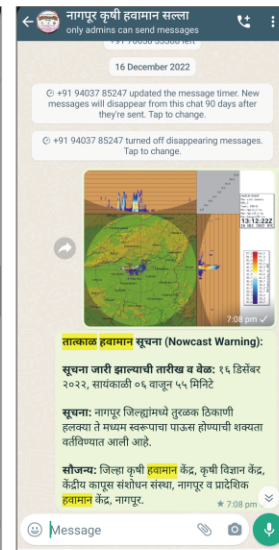 नागपूर कृषी हवामान सल्ला
only admins can send messages
16 December 2022
+91 94037 85247 updated the message timer. New
messages will disappear from this chat 90 days after
they're sent. Tap to change.
+91 94037 85247 turned off disappearing messages.
Tap to change.
13:12:22Z
7:08 pm
तात्काळ हवामान सूचना (Nowcast Warning):
सूचना जारी झाल्याची तारीख व वेळ: १६ डिसेंबर
२०२२, सायंकाळी ०६ वाजून ५५ मिनिटे
सूचना: नागपूर जिल्ह्यांमध्ये तुरळक ठिकाणी
हलक्या ते मध्यम स्वरूपाचा पाऊस होण्याची शक्यता
वर्तविण्यात आली आहे.
सौजन्य: जिल्हा कृषी हवामान केंद्र, कृषी विज्ञान केंद्र,
केंद्रीय कापूस संशोधन संस्था, नागपूर व प्रादेशिक
हवामान केंद्र, नागपूर.
7:08 pm
Message